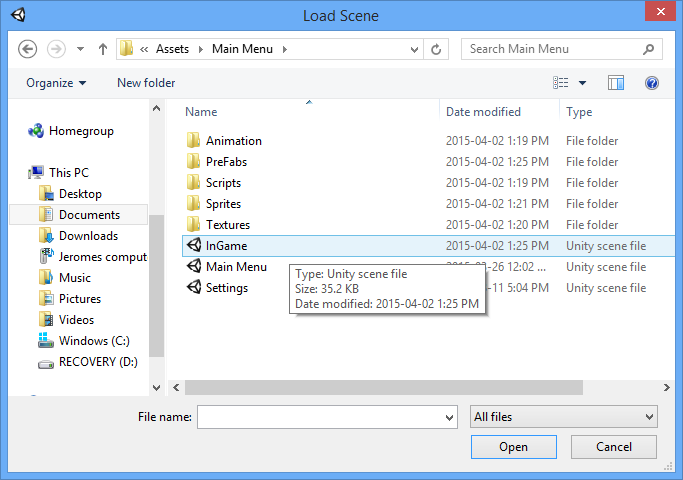 Load Scene
« Assets › Main Menu ›
Search Main Menu
Organize New folder
Name Date modified Type
Homegroup
This PC
Desktop
Documents
Downloads
Jeromes comput
Music
Pictures
Videos
Windows (C:)
RECOVERY (D:)
Animation 2015-04-02 1:19 PM File folder
PreFabs 2015-04-02 1:25 PM File folder
Scripts 2015-04-02 1:19 PM File folder
Sprites 2015-04-02 1:21 PM File folder
Textures 2015-04-02 1:20 PM File folder
InGame 2015-04-02 1:25 PM Unity scene file
Main Menu -26 12:02 ... Unity scene file
Settings -11 5:04 PM Unity scene file
Type: Unity scene file
Size: 35.2 KB
Date modified: 2015-04-02 1:25 PM
File name: All files
Open Cancel